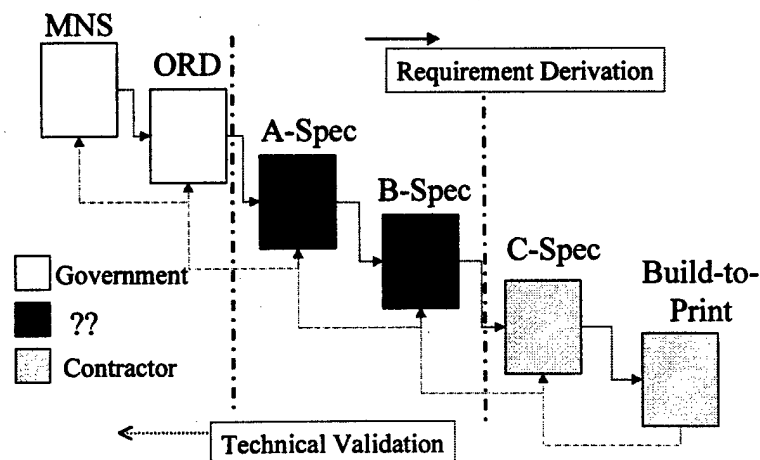 MNS
ORD
Requirement Derivation
A-Spec
B-Spec
C-Spec
Build-to-
Print
Government
??
Contractor
Technical Validation